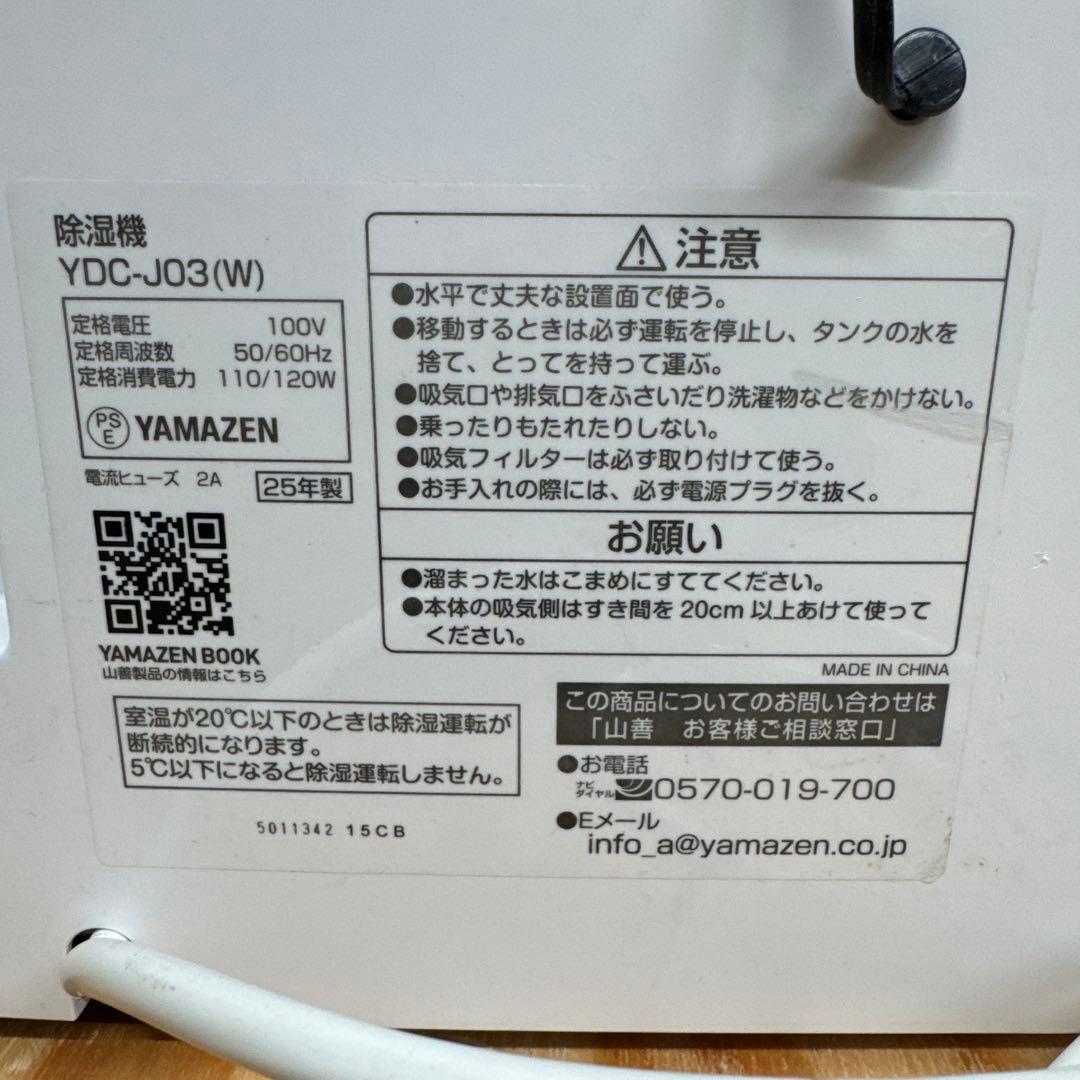 除湿機
YDC-J03(W)
定格電圧 100V
定格周波数 50/60Hz
定格消費電力 110/120W
PS
E
YAMAZEN
電流ヒューズ 2A
25年製
YAMAZEN BOOK
山善製品の情報はこちら
注意
●水平で丈夫な設置面で使う。
●移動するときは必ず運転を停止し、タンクの水を
捨て、とってを持って運ぶ。
●吸気口や排気口をふさいだり洗濯物などをかけない。
●乗ったりもたれたりしない。
●吸気フィルターは必ず取り付けて使う。
●お手入れの際には、必ず電源プラグを抜く。
お願い
●溜まった水はこまめにすててください。
●本体の吸気側はすき間を 20cm 以上あけて使って
ください。
MADE IN CHINA
室温が20℃以下のときは除湿運転が
断続的になります。
5℃以下になると除湿運転しません。
5011342 15CB
この商品についてのお問い合わせは
「山善 お客様ご相談窓口」
●お電話
ナビ
ダイヤル
0570-019-700
●Eメール
info_a@yamazen.co.jp